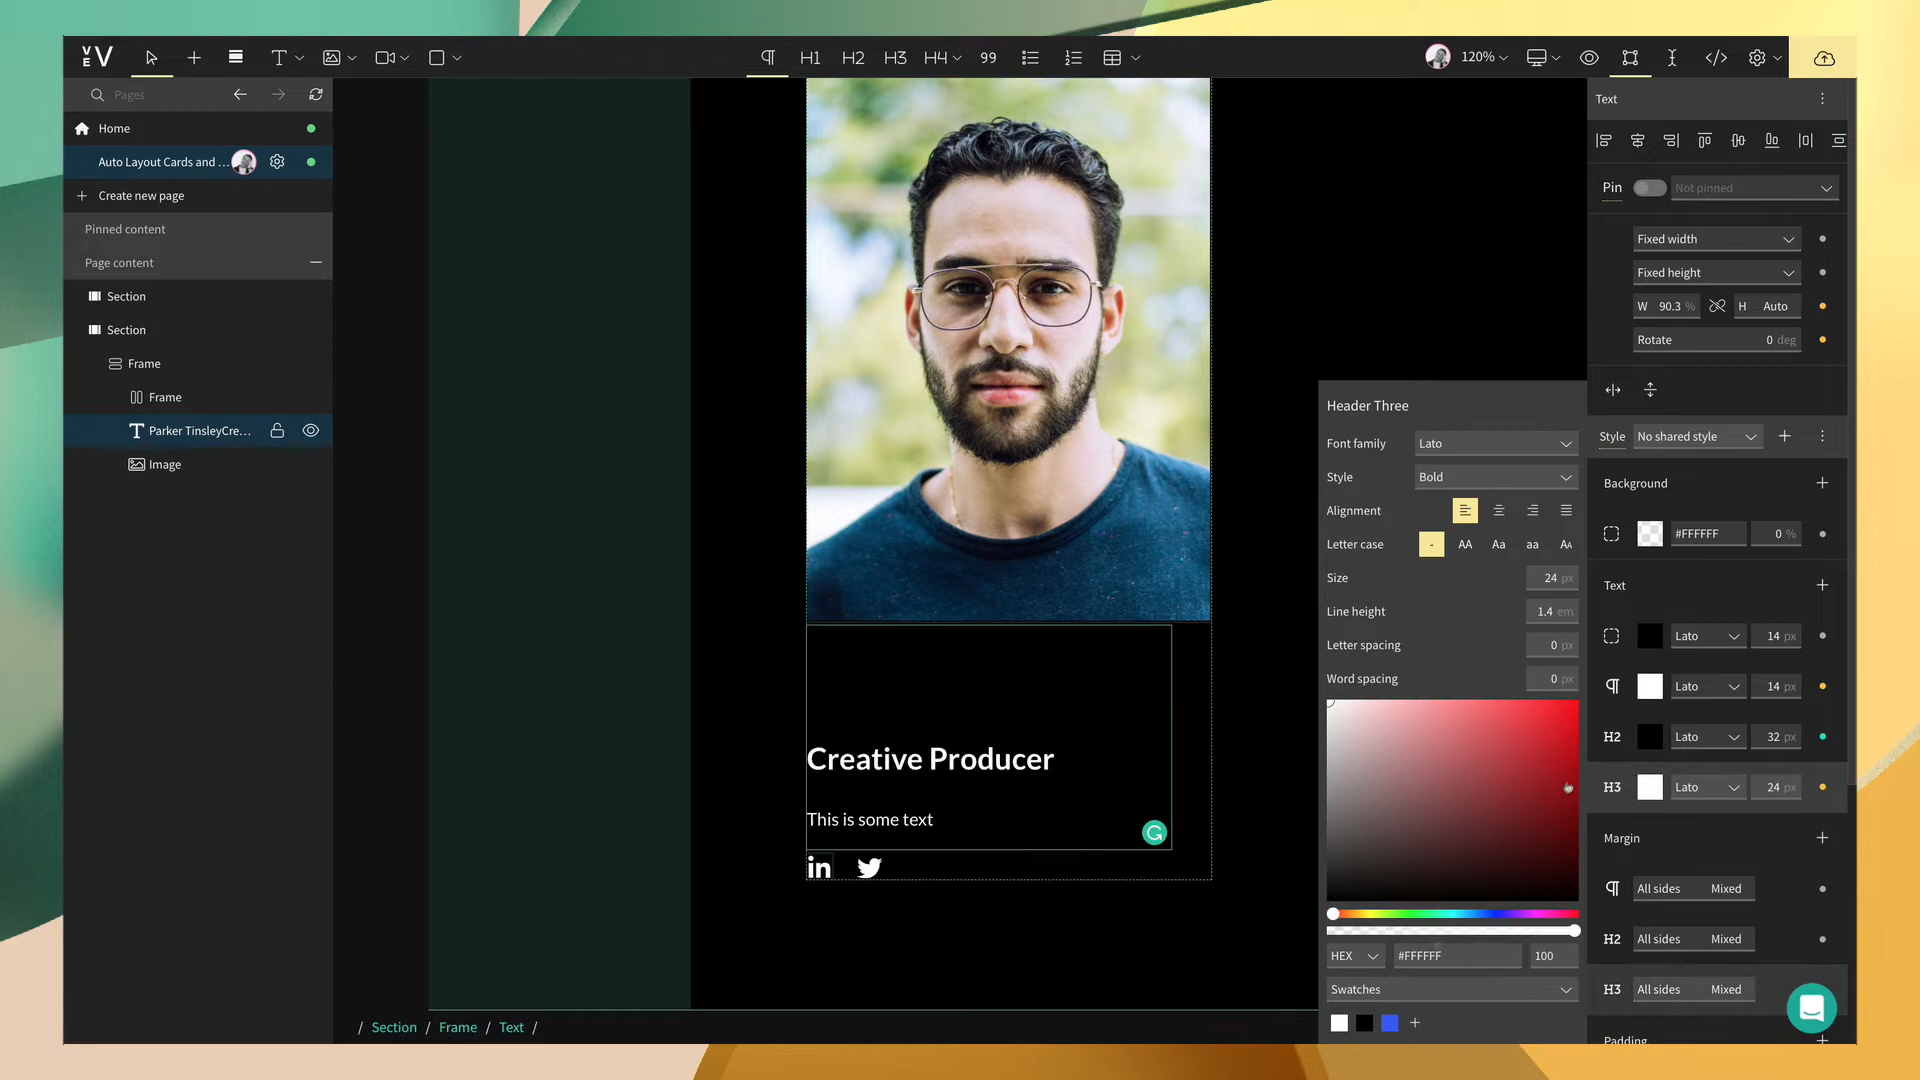 VEV
H1 H2 H3 H4 99
120%
Pages
Home
Auto Layout Cards and ...
Create new page
Pinned content
Page content
Section
Section
Frame
Frame
Parker TinsleyCre...
Image
Creative Producer
This is some text
in
/ Section / Frame / Text /
Header Three
Font family Lato
Style Bold
Alignment
Letter case - AA Aa aa AA
Size 24 px
Line height 1.4 em
Letter spacing 0 px
Word spacing 0 px
HEX #FFFFFF 100
Swatches
Text
Pin Not pinned
Fixed width
Fixed height
W 90.3 % H Auto
Rotate 0 deg
Style No shared style
Background
#FFFFFF 0 %
Text
Lato 14 px
¶ Lato 14 px
H2 Lato 32 px
H3 Lato 24 px
Margin
¶ All sides Mixed
H2 All sides Mixed
H3 All sides Mixed
Padding